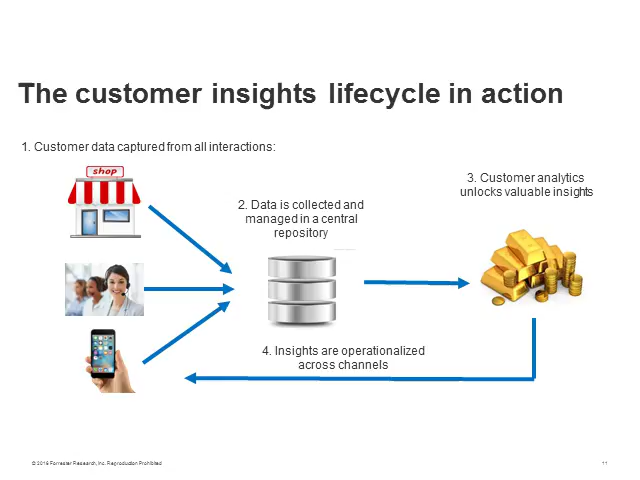 The customer insights lifecycle in action
1. Customer data captured from all interactions:
shop
2. Data is collected and
managed in a central
repository
3. Customer analytics
unlocks valuable insights
4. Insights are operationalized
across channels
© 2016 Forrester Research, Inc. Reproduction Prohibited
11